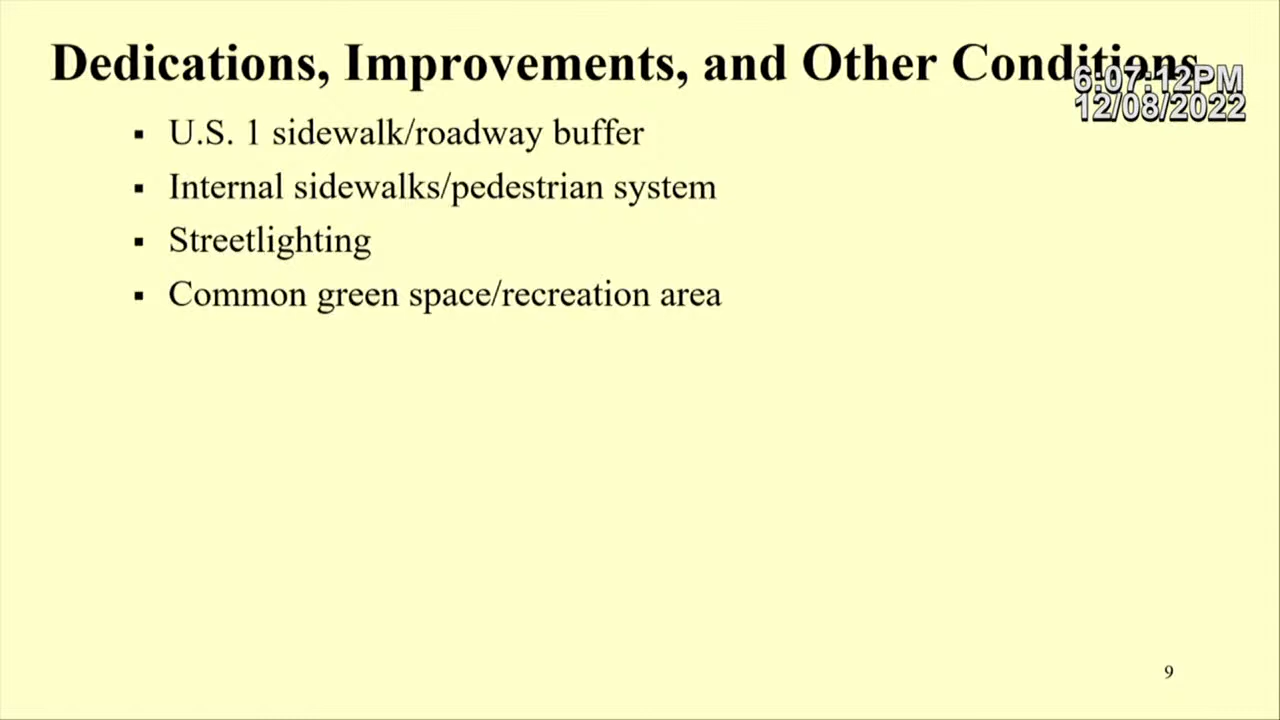 Dedications, Improvements, and Other Conditions
6:07:12PM
12/08/2022
▪ U.S. 1 sidewalk/roadway buffer
▪ Internal sidewalks/pedestrian system
▪ Streetlighting
▪ Common green space/recreation area
9